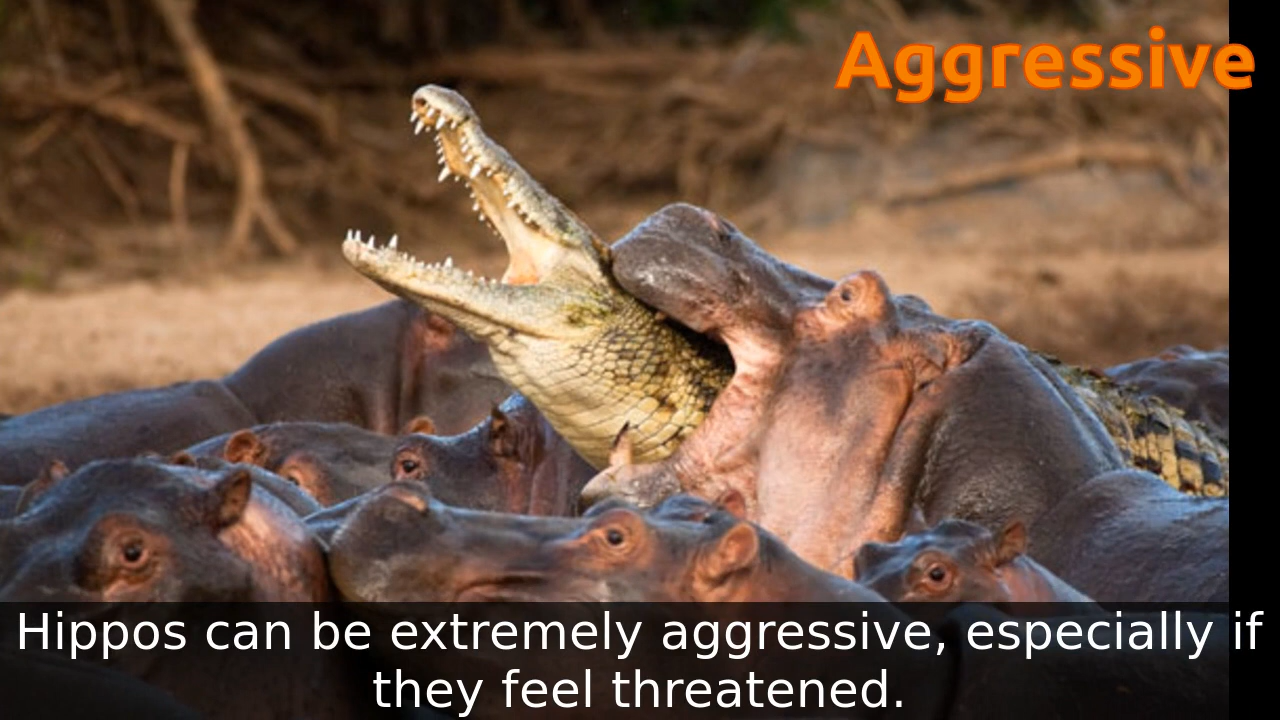 Aggressive
Hippos can be extremely aggressive, especially if
they feel threatened.